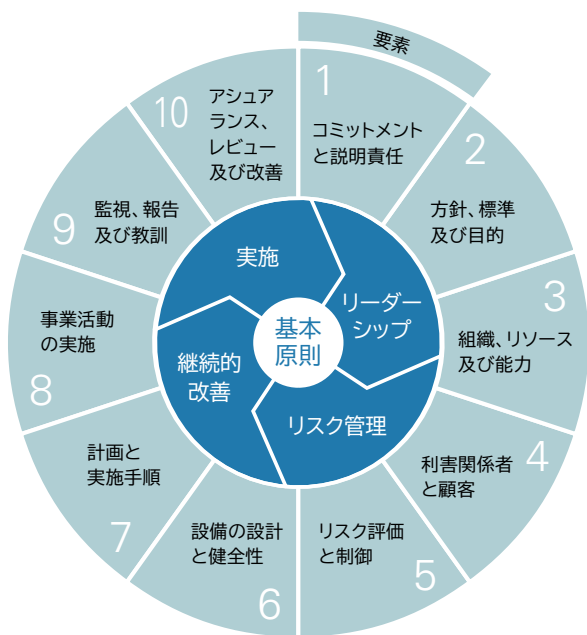 要素
1
コミットメント
と説明責任
2
方針、標準
及び目的
3
組織、リソース
及び能力
4
利害関係者
と顧客
5
リスク評価
と制御
6
設備の設計
と健全性
7
計画と
実施手順
8
事業活動
の実施
9
監視、報告
及び教訓
10
アシュア
ランス、
レビュー
及び改善
基本
原則
リーダー
シップ
リスク管理
継続的
改善
実施